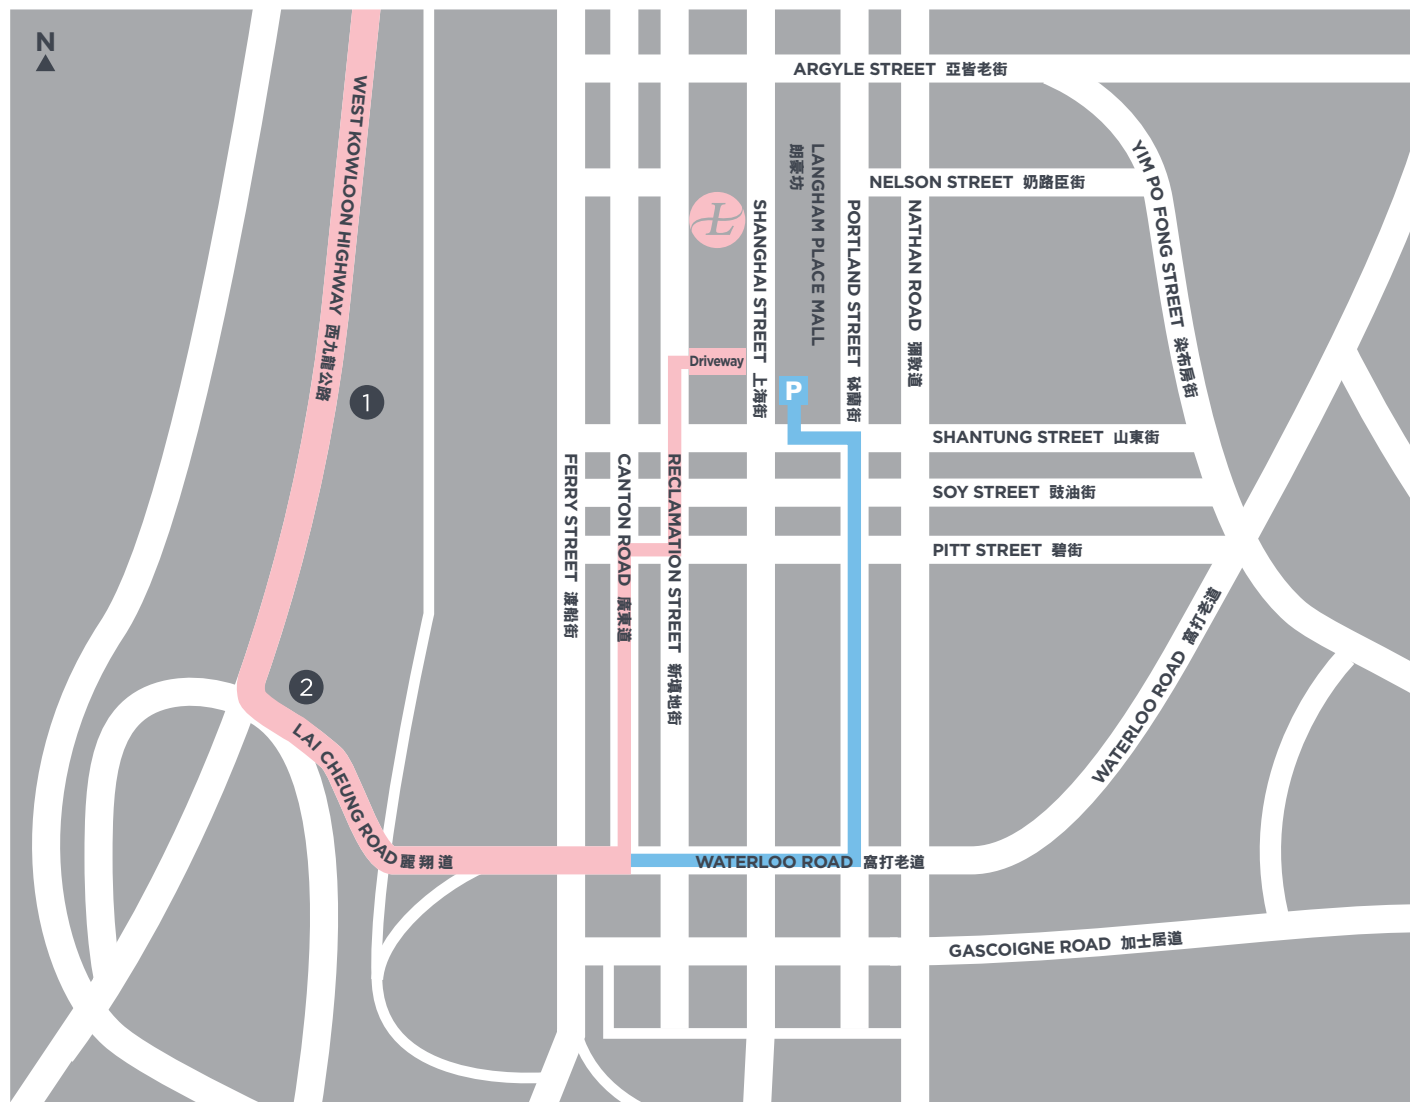 N
ARGYLE STREET 亞皆老街
WEST KOWLOON HIGHWAY 西九龍公路
YIM PO FONG STREET 染布房街
LANGHAM PLACE MALL
朗豪坊
NELSON STREET 奶路臣街
L
SHANGHAI STREET 上海街
PORTLAND STREET 砵蘭街
NATHAN ROAD 彌敦道
Driveway
P
1
SHANTUNG STREET 山東街
FERRY STREET 渡船街
CANTON ROAD 廣東道
RECLAMATION STREET 新填地街
SOY STREET 豉油街
PITT STREET 碧街
WATERLOO ROAD 窩打老道
2
LAI CHEUNG ROAD 麗翔道
WATERLOO ROAD 窩打老道
GASCOIGNE ROAD 加士居道